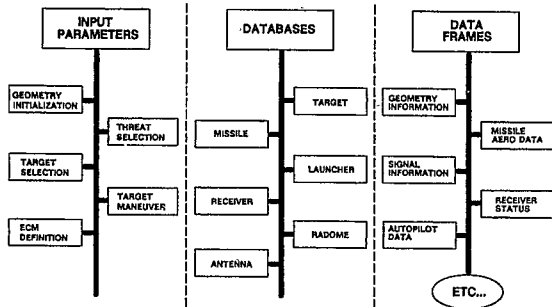 INPUT
PARAMETERS
GEOMETRY
INITIALIZATION
THREAT
SELECTION
TARGET
SELECTION
TARGET
MANEUVER
ECM
DEFINITION
DATABASES
TARGET
MISSILE
LAUNCHER
RECEIVER
RADOME
ANTENNA
DATA
FRAMES
GEOMETRY
INFORMATION
MISSILE
AERO DATA
SIGNAL
INFORMATION
RECEIVER
STATUS
AUTOPILOT
DATA
ETC...